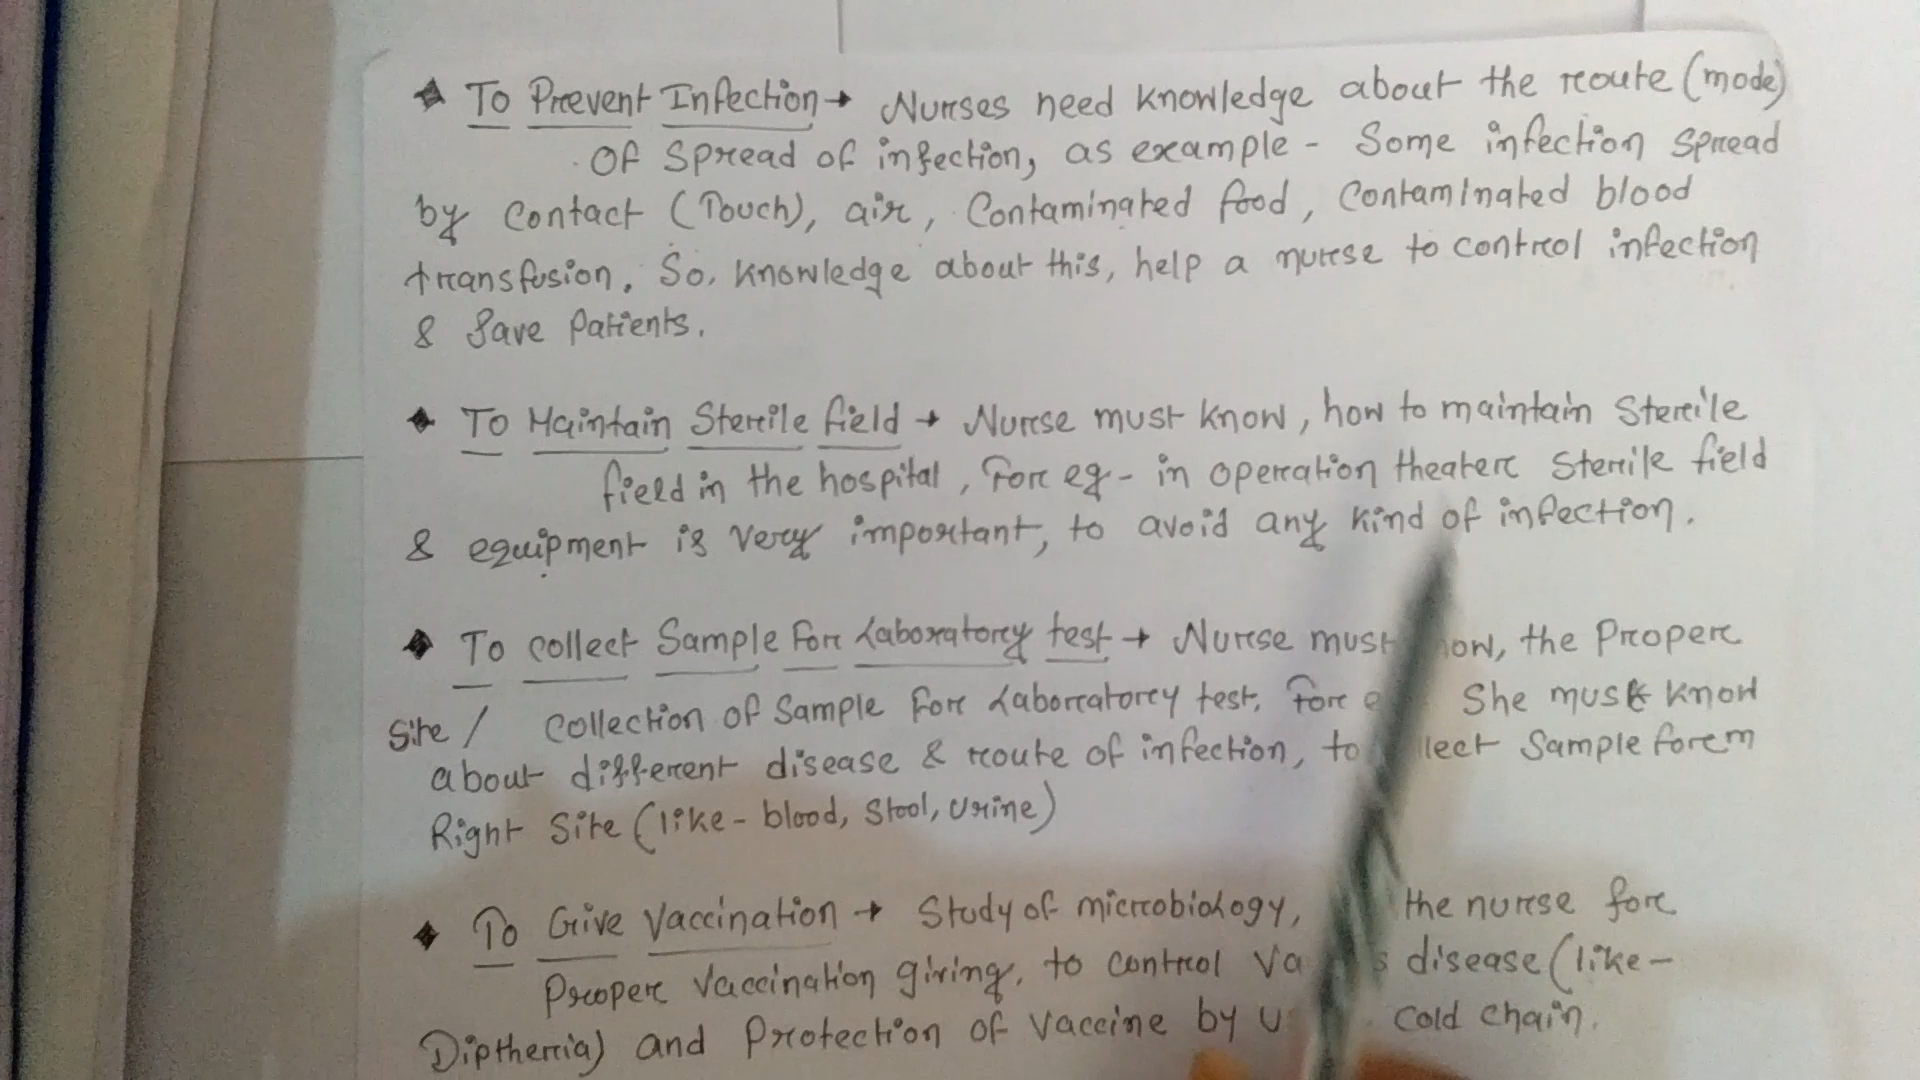 To Prevent Infection → Nurses need knowledge about the route (mode)
Of spread of infection, as example - Some infection spread
by contact (Touch), air, Contaminated food, Contaminated blood
transfusion. So, knowledge about this, help a nurse to control infection
& Save Patients.
To Maintain Sterile field → Nurse must know, how to maintain Sterile
field in the hospital, For eg - in operation theater Sterile field
& equipment is very important, to avoid any kind of infection.
To collect Sample For Laboratory test → Nurse must the Proper
Site / Collection of Sample For Laboratory test. For She must know
about different disease & route of infection, to Sample form
Right Site (like - blood, Stool, Urine)
To Give Vaccination → Study of microbiology, the nurse for
Proper Vaccination giving, to control disease (like -
Diptheria) and Protection of Vaccine by cold chain.